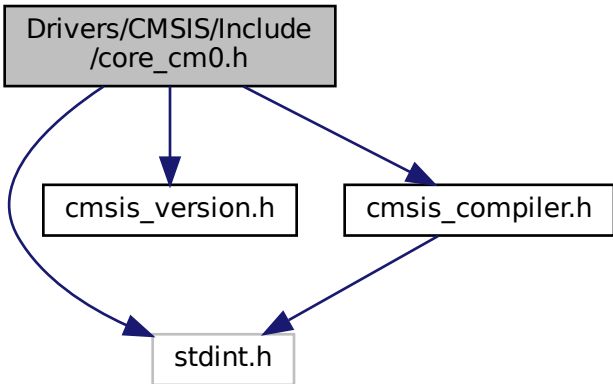 Drivers/CMSIS/Include
/core_cm0.h
cmsis_version.h
cmsis_compiler.h
stdint.h